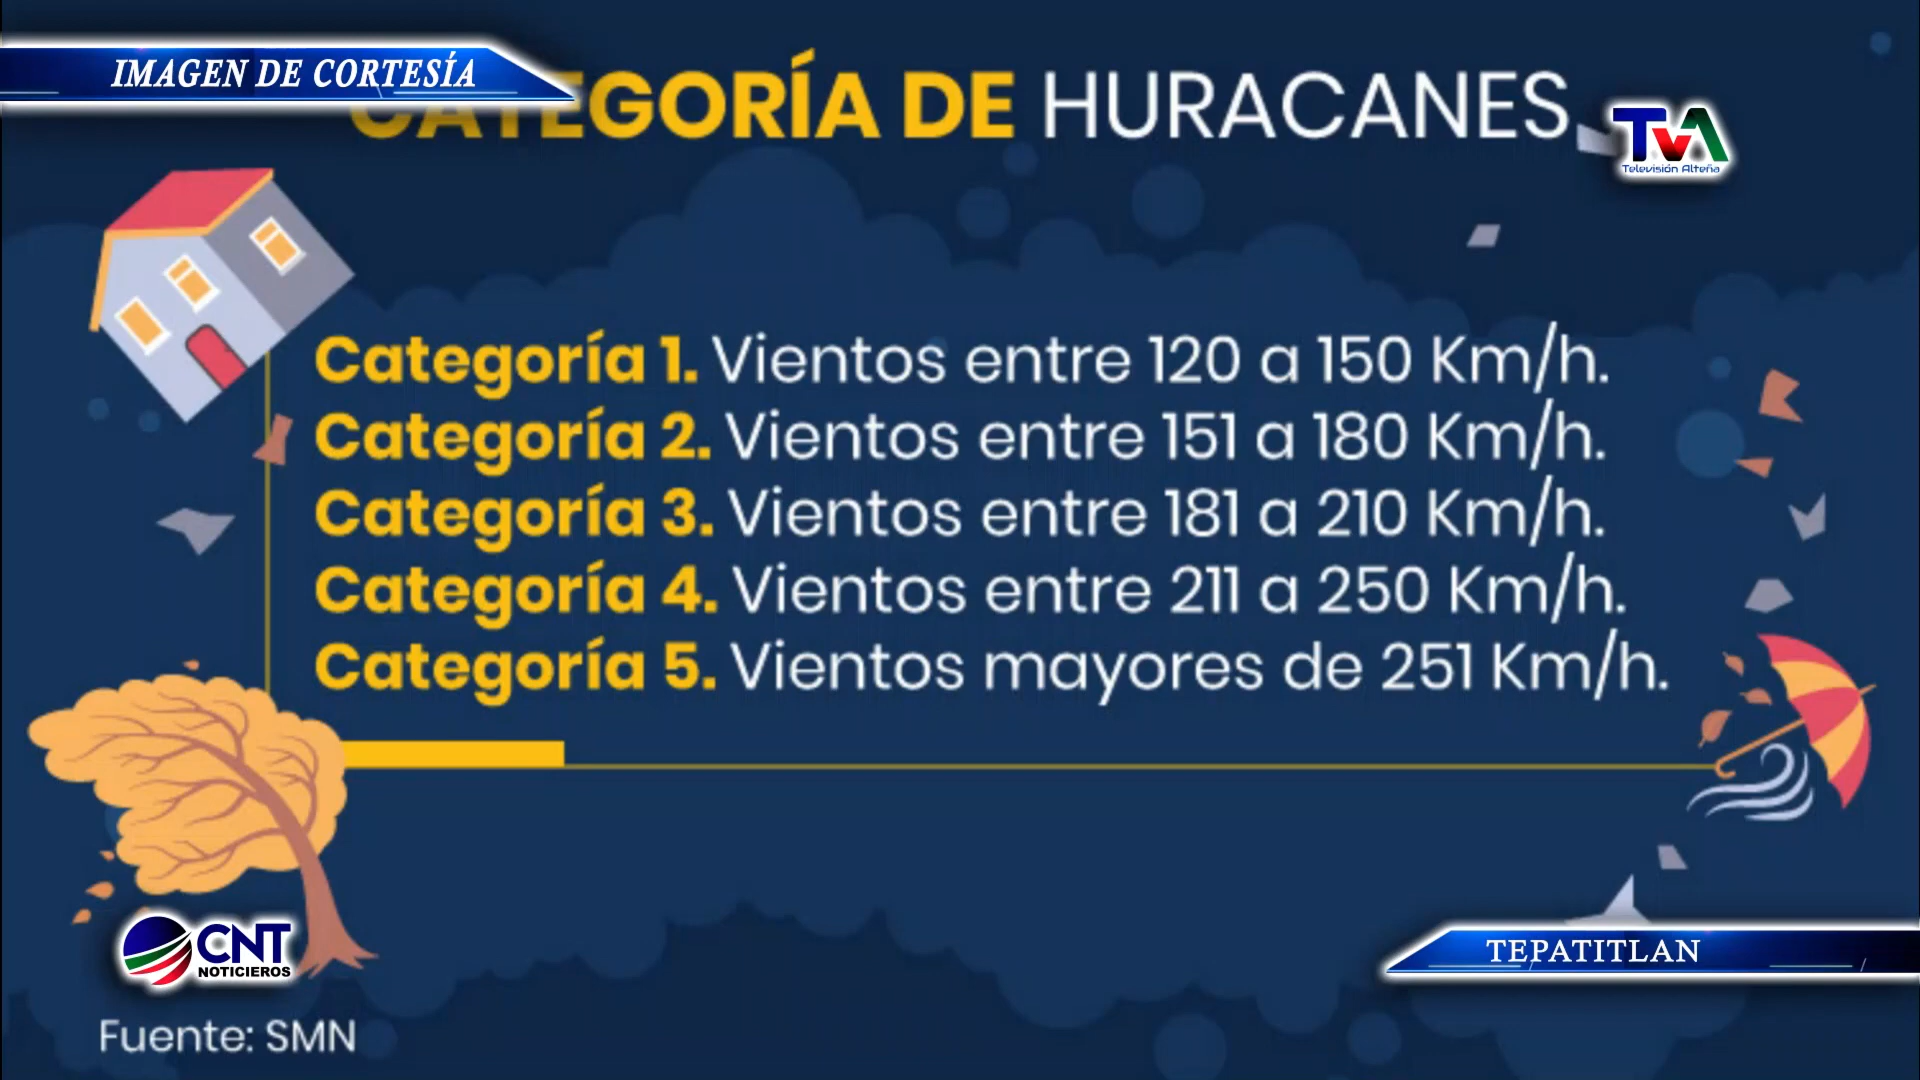 IMAGEN DE CORTESÍA
CATEGORÍA DE HURACANES
TvA
Televisión Alteña
Categoría 1. Vientos entre 120 a 150 Km/h.
Categoría 2. Vientos entre 151 a 180 Km/h.
Categoría 3. Vientos entre 181 a 210 Km/h.
Categoría 4. Vientos entre 211 a 250 Km/h.
Categoría 5. Vientos mayores de 251 Km/h.
CNT
NOTICIEROS
TEPATITLAN
Fuente: SMN